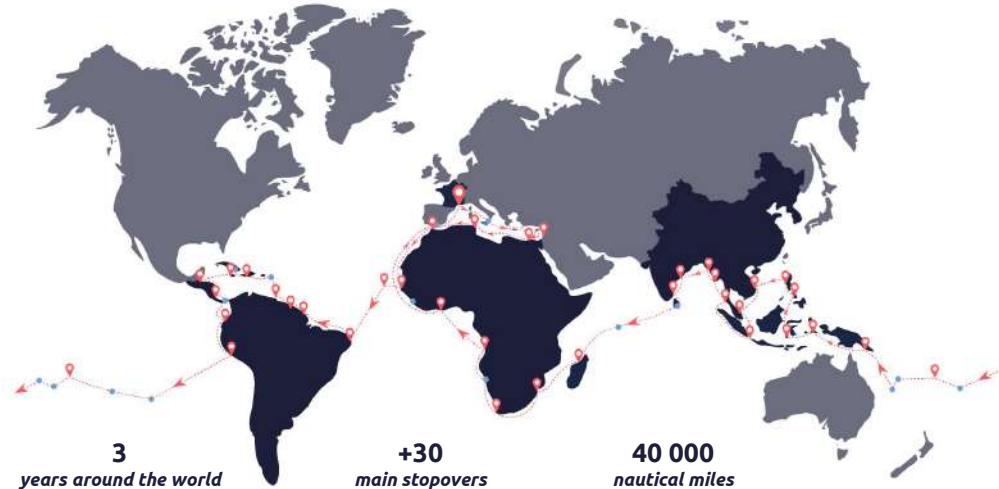 3
years around the world
+30
main stopovers
40 000
nautical miles